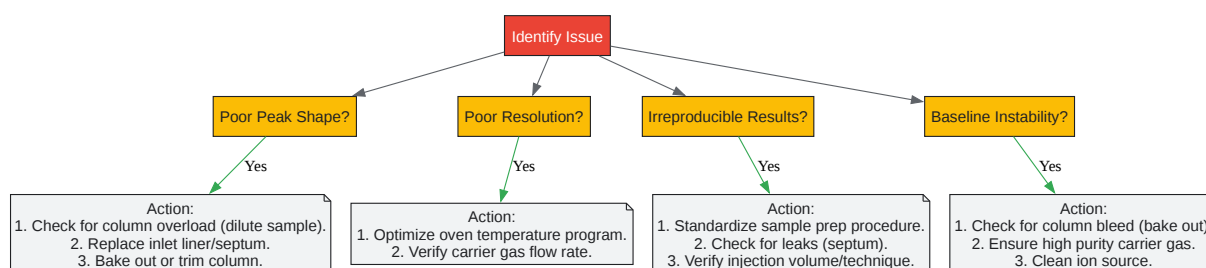 Identify Issue
Poor Peak Shape?
Poor Resolution?
Irreproducible Results?
Baseline Instability?
Yes
Yes
Yes
Yes
Action:
1. Check for column overload (dilute sample).
2. Replace inlet liner/septum.
3. Bake out or trim column.
Action:
1. Optimize oven temperature program.
2. Verify carrier gas flow rate.
Action:
1. Standardize sample prep procedure.
2. Check for leaks (septum).
3. Verify injection volume/technique.
Action:
1. Check for column bleed (bake out)
2. Ensure high purity carrier gas.
3. Clean ion source.